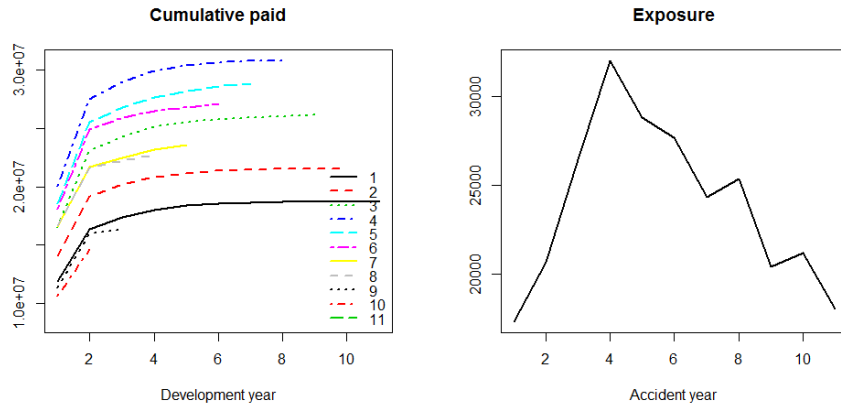 Cumulative paid
3.0e+07
2.0e+07
1.0e+07
1
2
3
4
5
6
7
8
9
10
11
2 4 6 8 10
Development year
Exposure
30000
25000
20000
2 4 6 8 10
Accident year